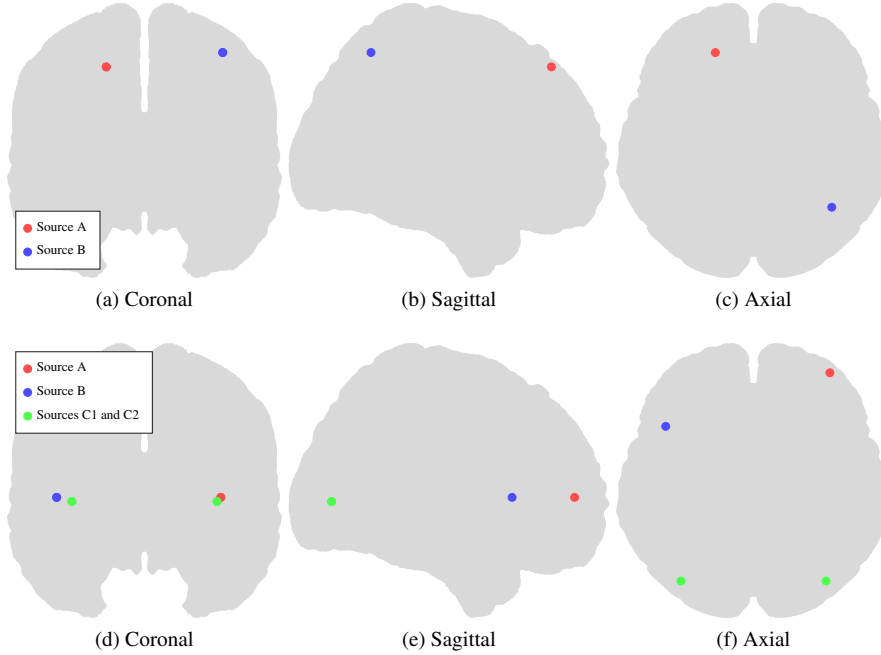 Source A
Source B
(a) Coronal
(b) Sagittal
(c) Axial
Source A
Source B
Sources C1 and C2
(d) Coronal
(e) Sagittal
(f) Axial